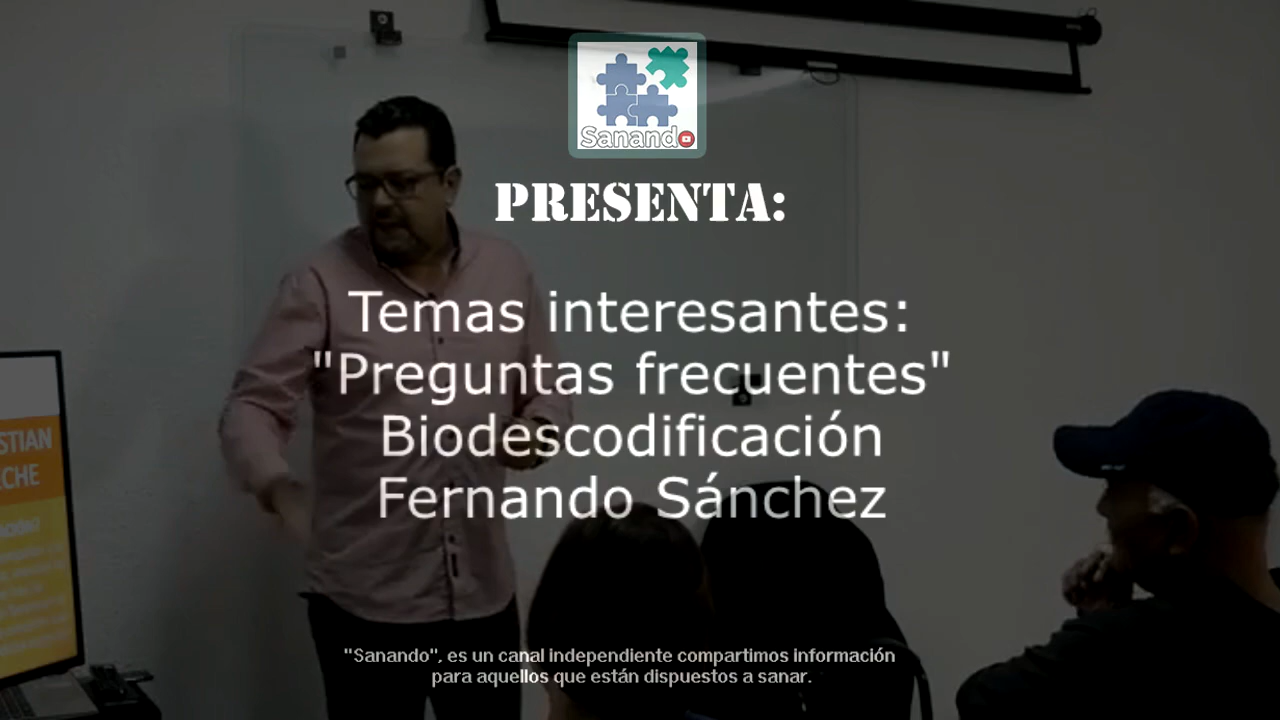 Sanando
PRESENTA:
Temas interesantes:
"Preguntas frecuentes"
Biodescodificación
Fernando Sánchez
STIAN
CHE
"Sanando", es un canal independiente compartimos información
para aquellos que están dispuestos a sanar.